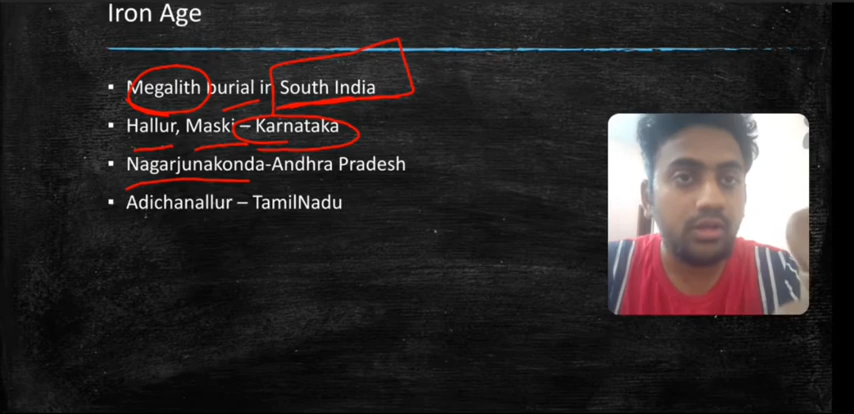 Iron Age
▪ Megalith burial in South India
▪ Hallur, Maski – Karnataka
▪ Nagarjunakonda-Andhra Pradesh
▪ Adichanallur – TamilNadu